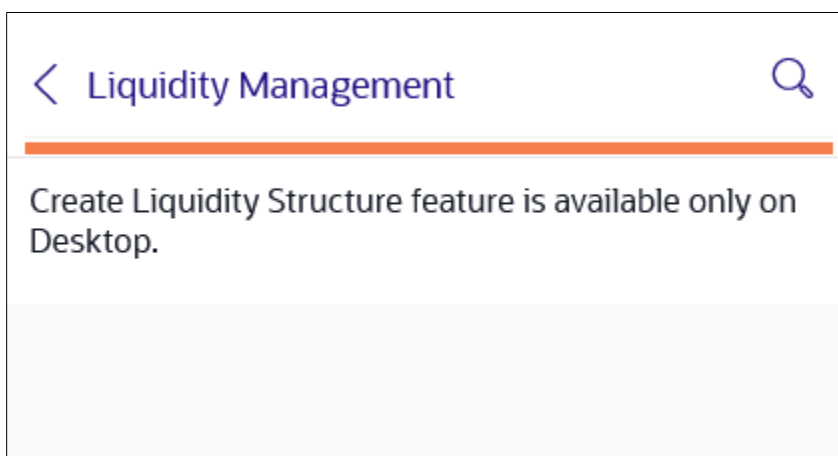 Liquidity Management
Create Liquidity Structure feature is available only on
Desktop.